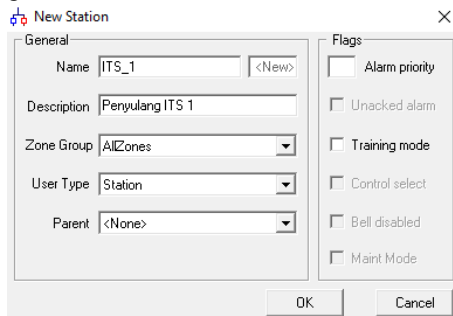 New Station
General
Name ITS_1 <New>
Description Penyulang ITS 1
Zone Group AllZones
User Type Station
Parent <None>
Flags
Alarm priority
Unacked alarm
Training mode
Control select
Bell disabled
Maint Mode
OK Cancel